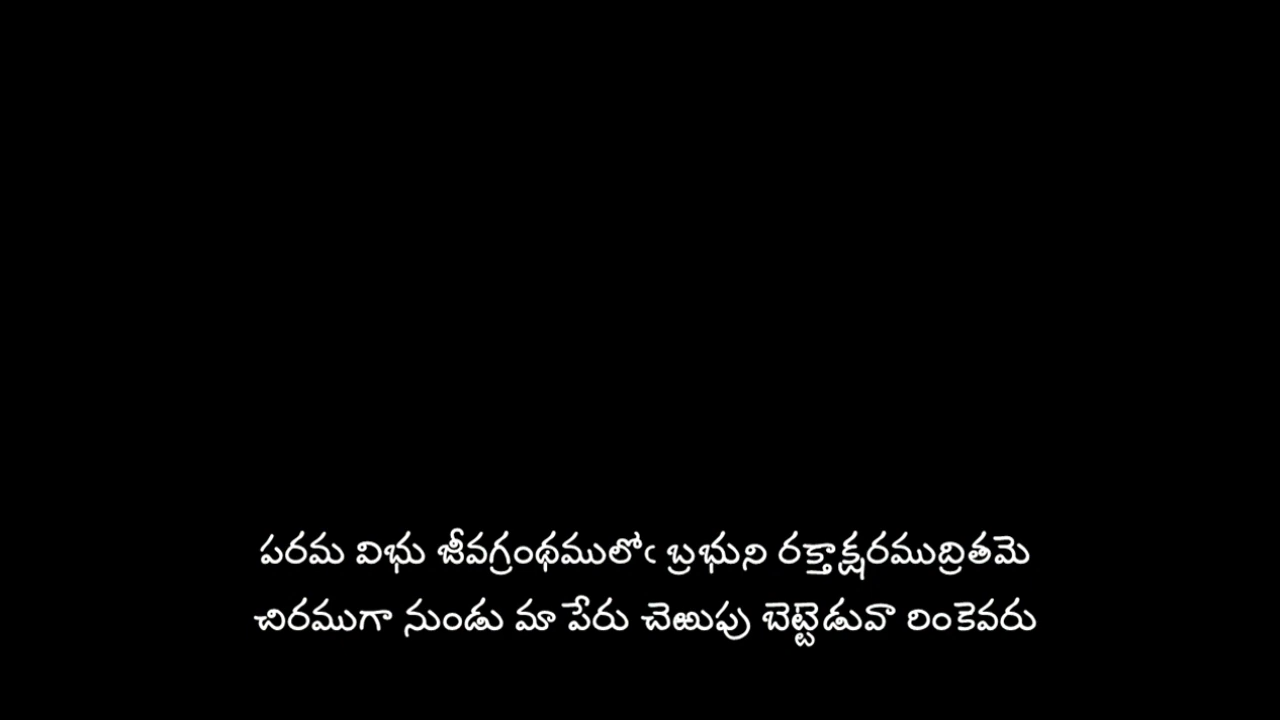 పరమ విభు జీవగ్రంథములోఁ బ్రభుని రక్తాక్షరముద్రితమె
చిరముగా నుండు మా పేరు చెఱుపు బెట్టెడువా రింకెవరు